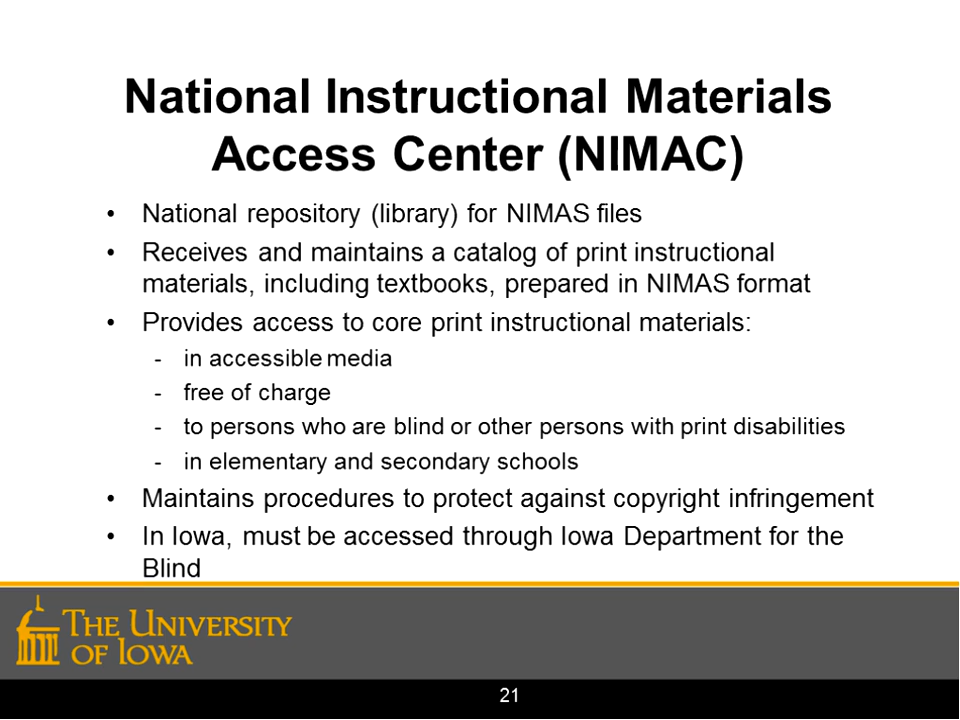 National Instructional Materials
Access Center (NIMAC)
• National repository (library) for NIMAS files
• Receives and maintains a catalog of print instructional
materials, including textbooks, prepared in NIMAS format
• Provides access to core print instructional materials:
- in accessible media
- free of charge
- to persons who are blind or other persons with print disabilities
- in elementary and secondary schools
• Maintains procedures to protect against copyright infringement
• In Iowa, must be accessed through Iowa Department for the
Blind
THE UNIVERSITY
OF IOWA
21